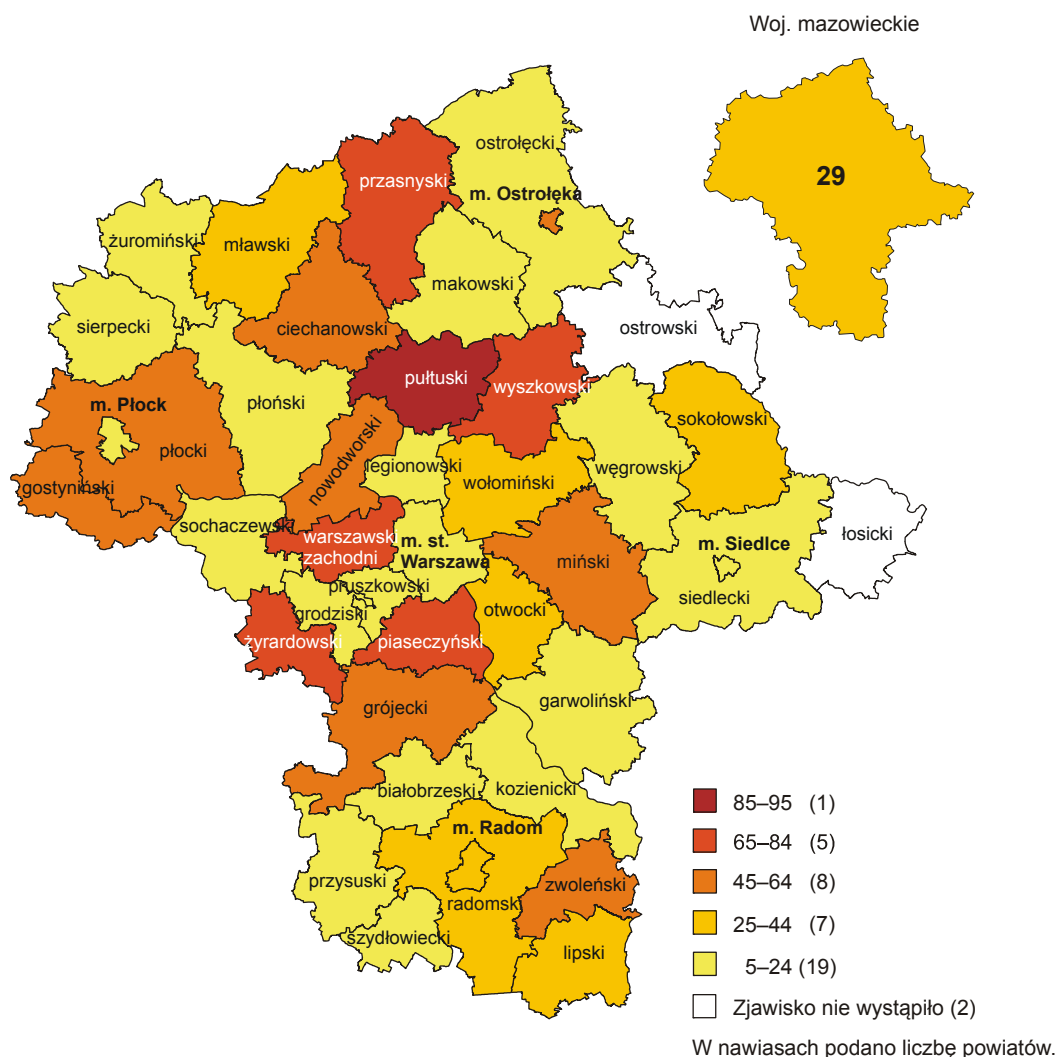 Woj. mazowieckie
29
ostrołęcki
przasnyski
m. Ostrołęka
żuromiński
mławski
makowski
sierpecki
ciechanowski
ostrowski
pułtuski
wyszkowski
m. Płock
płoński
sokołowski
płocki
nowodworski
legionowski
węgrowski
gostyniński
wołomiński
sochaczewski
warszawski
zachodni
m. st.
Warszawa
łosicki
m. Siedlce
miński
pruszkowski
siedlecki
grodziski
otwocki
żyrardowski
piaseczyński
garwoliński
grójecki
białobrzeski
kozienicki
m. Radom
przysuski
zwoleński
radomski
szydłowiecki
lipski
85–95 (1)
65–84 (5)
45–64 (8)
25–44 (7)
5–24 (19)
Zjawisko nie wystąpiło (2)
W nawiasach podano liczbę powiatów.